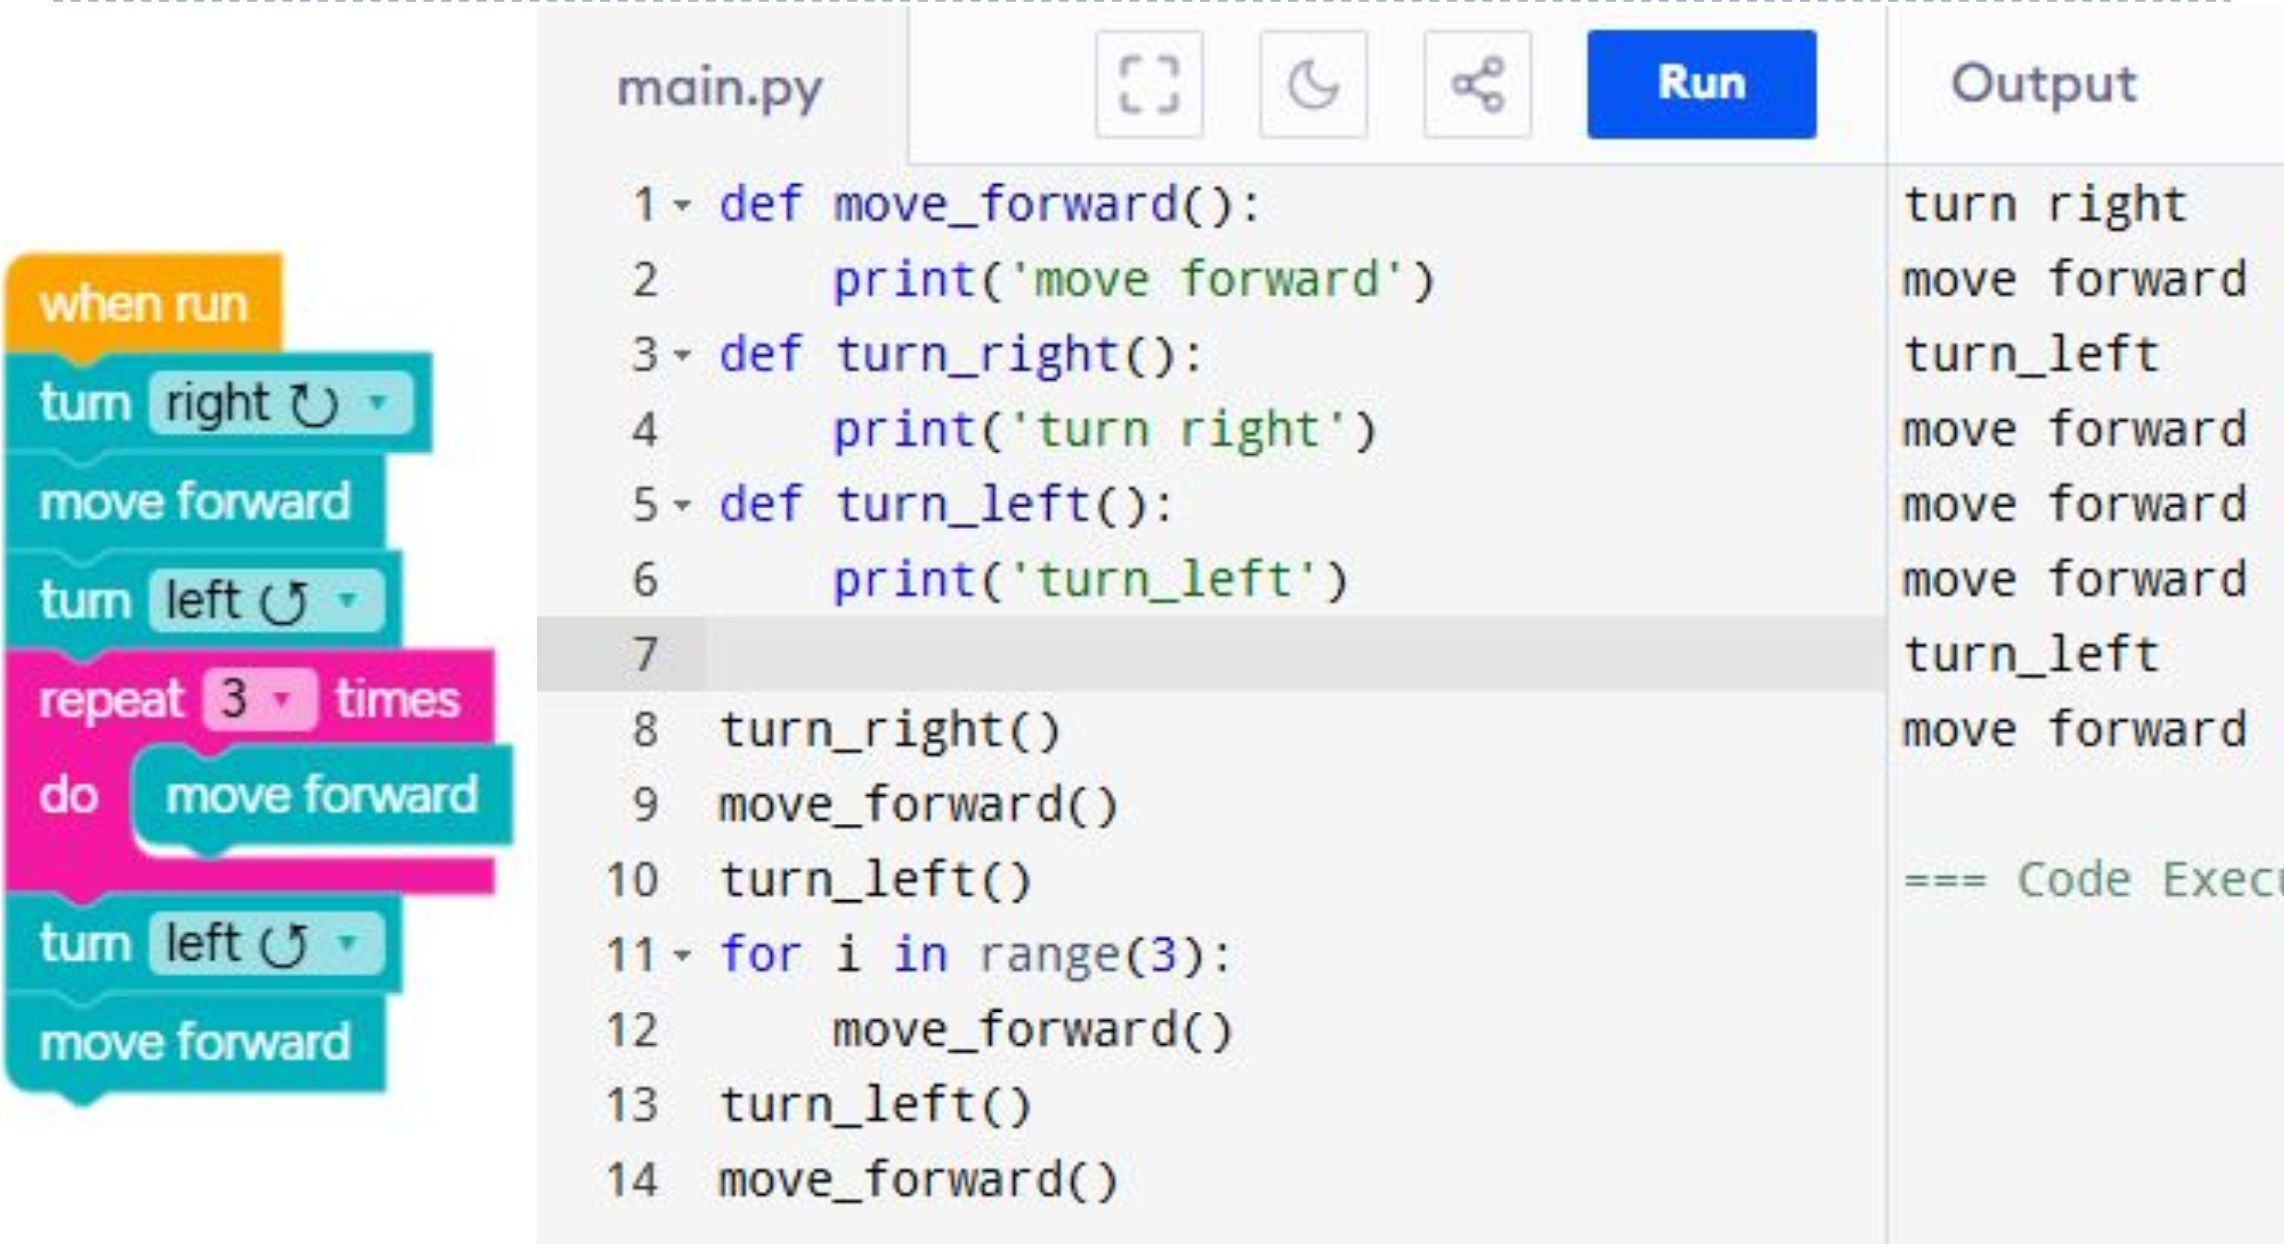 when run
turn right
move forward
turn left
repeat 3 times
do move forward
turn left
move forward
main.py Run Output
1 def move_forward():
2     print('move forward')
3 def turn_right():
4     print('turn right')
5 def turn_left():
6     print('turn_left')
7
8 turn_right()
9 move_forward()
10 turn_left()
11 for i in range(3):
12     move_forward()
13 turn_left()
14 move_forward()
turn right
move forward
turn_left
move forward
move forward
move forward
turn_left
move forward
=== Code